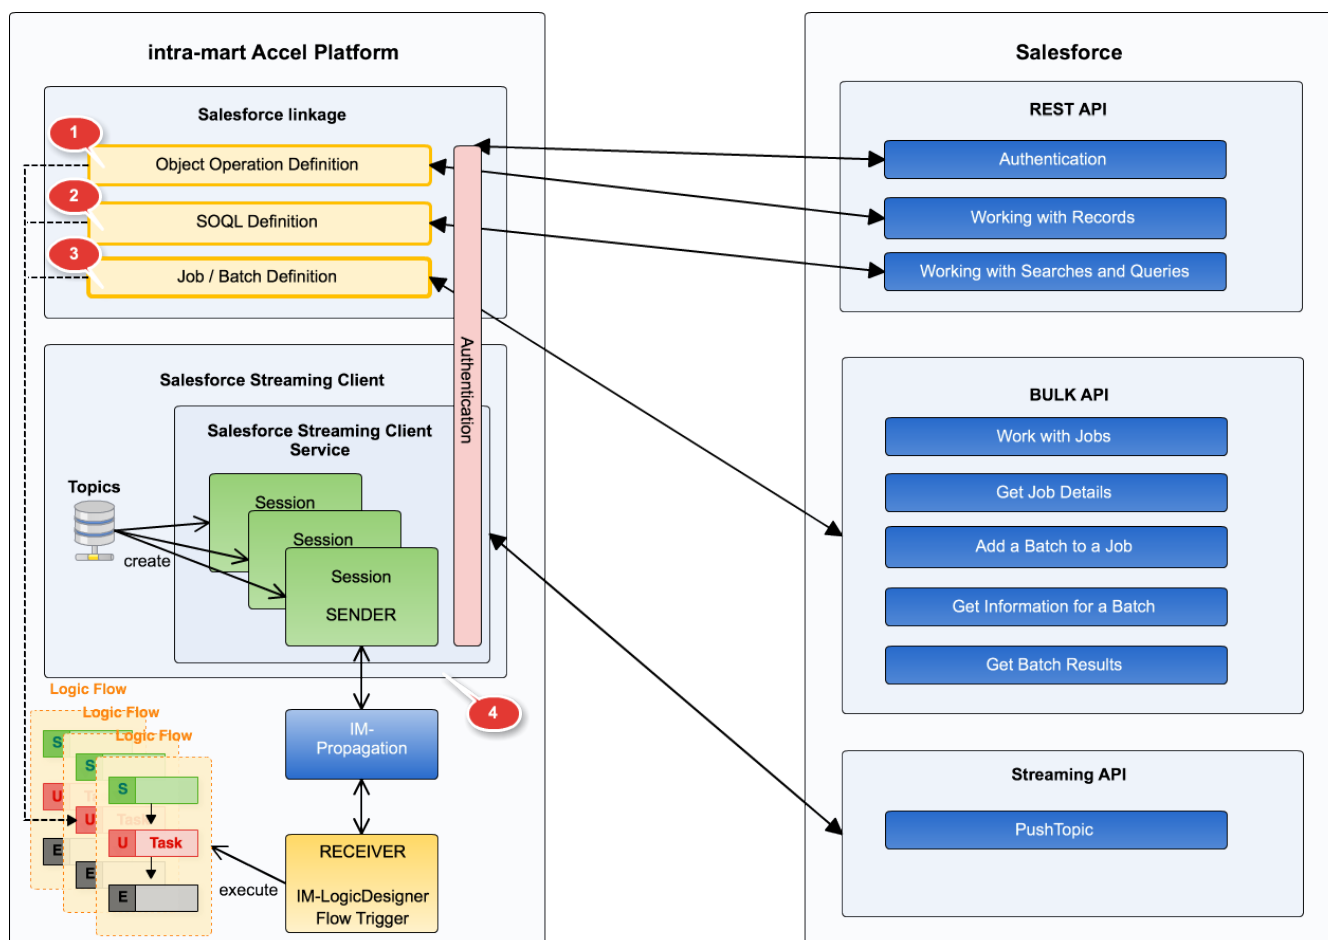 intra-mart Accel Platform
Salesforce linkage
1
Object Operation Definition
2
SOQL Definition
3
Job / Batch Definition
Authentication
Salesforce Streaming Client
Salesforce Streaming Client
Service
Topics
create
Session
Session
Session
SENDER
4
IM-
Propagation
RECEIVER
IM-LogicDesigner
Flow Trigger
execute
Logic Flow
Logic Flow
Logic Flow
S
S
S
U
Task
U
Task
U
E
E
E
Salesforce
REST API
Authentication
Working with Records
Working with Searches and Queries
BULK API
Work with Jobs
Get Job Details
Add a Batch to a Job
Get Information for a Batch
Get Batch Results
Streaming API
PushTopic